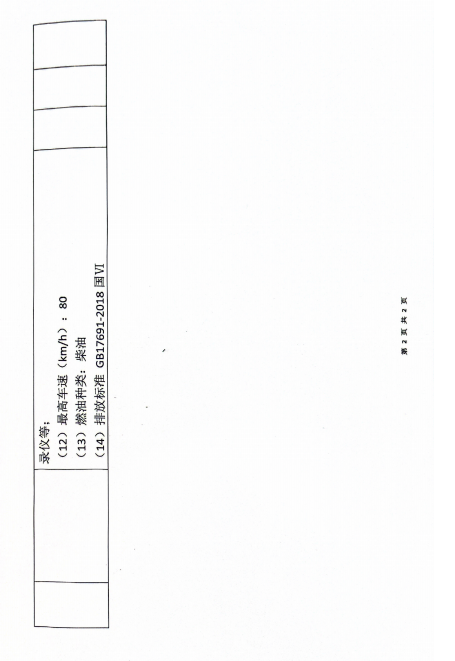 录仪等；
（12）最高车速（km/h）：80
（13）燃油种类：柴油
（14）排放标准 GB17691-2018 国Ⅵ
第 2 页 共 2 页